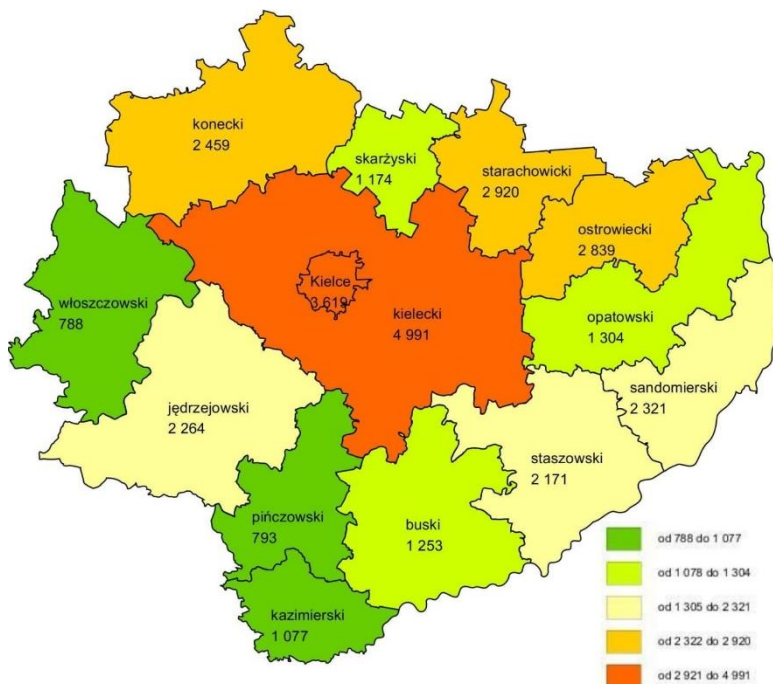 konecki
2 459
skarżyski
1 174
starachowicki
2 920
ostrowiecki
2 839
włoszczowski
788
Kielce
3 619
kielecki
4 991
opatowski
1 304
sandomierski
2 321
jędrzejowski
2 264
staszowski
2 171
pińczowski
793
buski
1 253
kazimierski
1 077
od 788 do 1 077
od 1 078 do 1 304
od 1 305 do 2 321
od 2 322 do 2 920
od 2 921 do 4 991